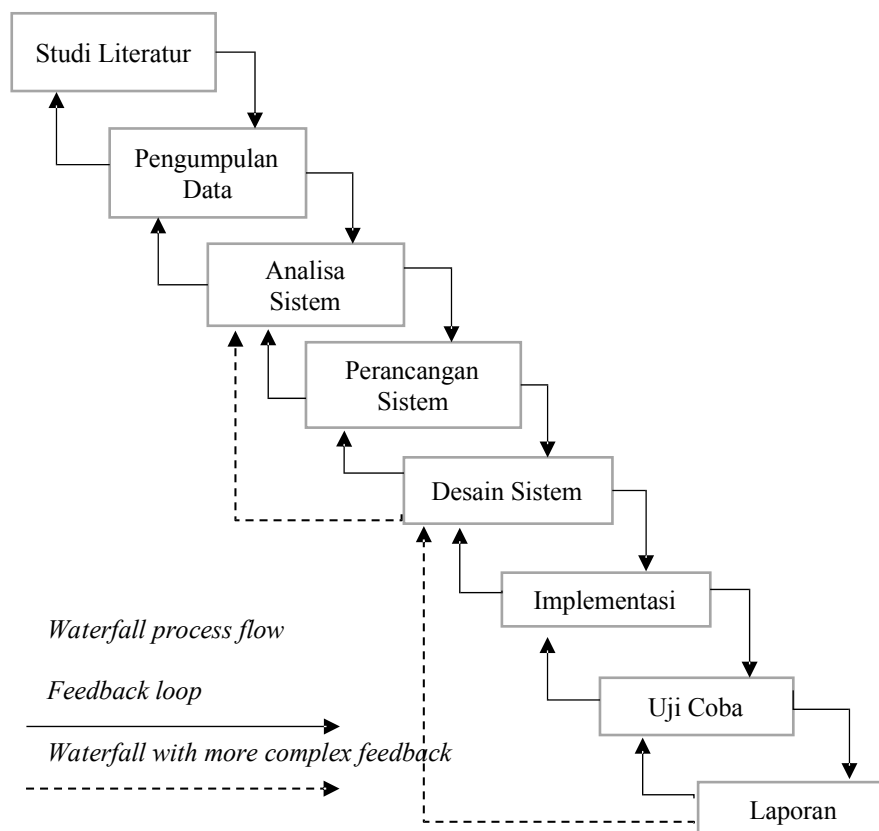 Studi Literatur
Pengumpulan
Data
Analisa
Sistem
Perancangan
Sistem
Desain Sistem
Implementasi
Uji Coba
Laporan
Waterfall process flow
Feedback loop
Waterfall with more complex feedback